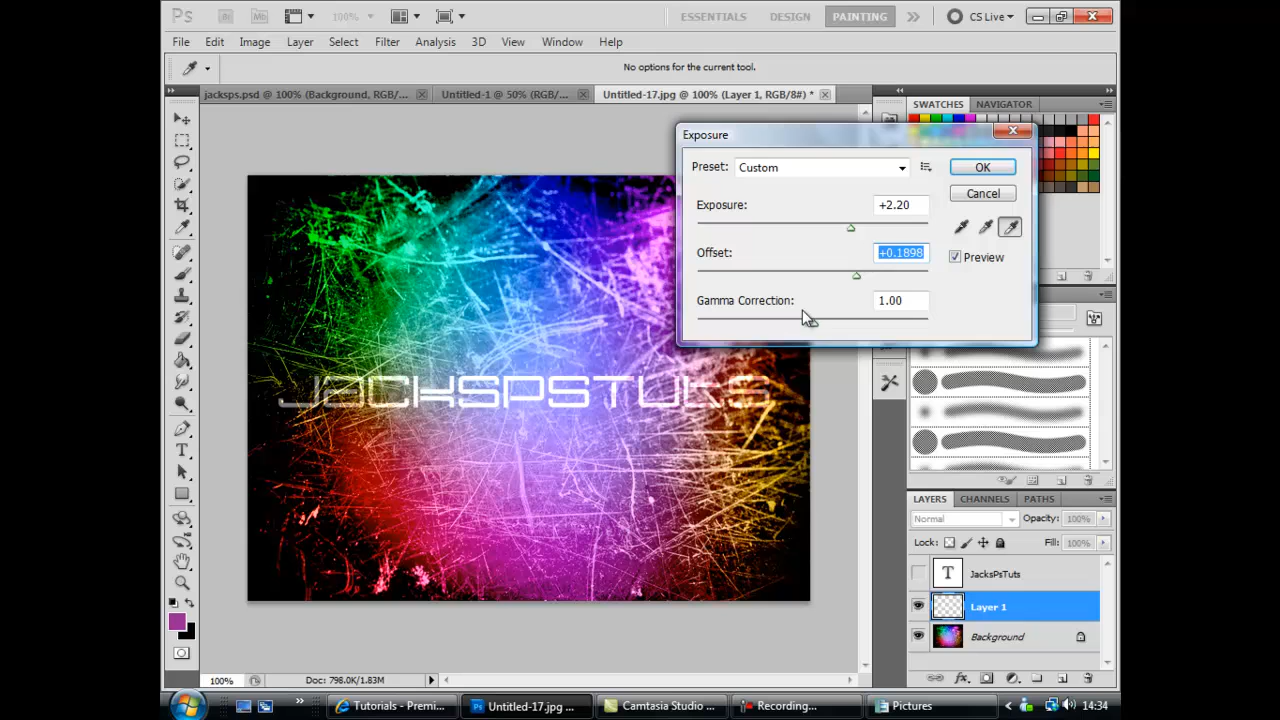 Ps Br Mb 100% ESSENTIALS DESIGN PAINTING CS Live
File Edit Image Layer Select Filter Analysis 3D View Window Help
No options for the current tool.
jacksps.psd @ 100% (Background, RGB/... Untitled-1 @ 50% (RGB/... Untitled-17.jpg @ 100% (Layer 1, RGB/8#) * SWATCHES NAVIGATOR
Exposure
Preset: Custom OK
Cancel
Exposure: +2.20
Offset: +0.1898 Preview
Gamma Correction: 1.00
JACKSPSTUtS
LAYERS CHANNELS PATHS
Normal Opacity: 100%
Lock: Fill: 100%
T JacksPsTuts
Layer 1
Background
100% Doc: 798.0K/1.83M
Tutorials - Premi... Ps Untitled-17.jpg ... Camtasia Studio ... Recording... Pictures 14:34